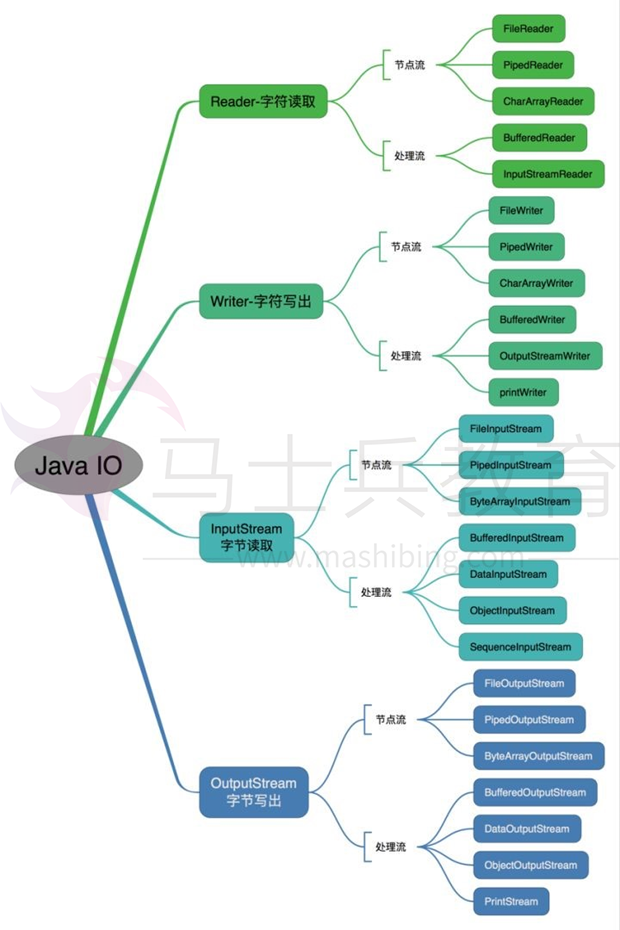 Java IO
Reader-字符读取
节点流
FileReader
PipedReader
CharArrayReader
处理流
BufferedReader
InputStreamReader
Writer-字符写出
节点流
FileWriter
PipedWriter
CharArrayWriter
处理流
BufferedWriter
OutputStreamWriter
printWriter
InputStream
字节读取
节点流
FileInputStream
PipedInputStream
ByteArrayInputStream
处理流
BufferedInputStream
DataInputStream
ObjectInputStream
SequenceInputStream
OutputStream
字节写出
节点流
FileOutputStream
PipedOutputStream
ByteArrayOutputStream
处理流
BufferedOutputStream
DataOutputStream
ObjectOutputStream
PrintStream
马士兵教育
www.mashibing.com